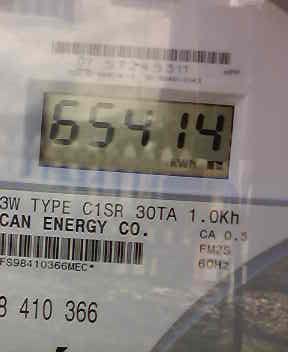 65414
KWH
3W TYPE C1SR 30TA 1.0Kh
CAN ENERGY CO.
CA 0.5
FM2S
60Hz
*FS98410366MEC*
8 410 366